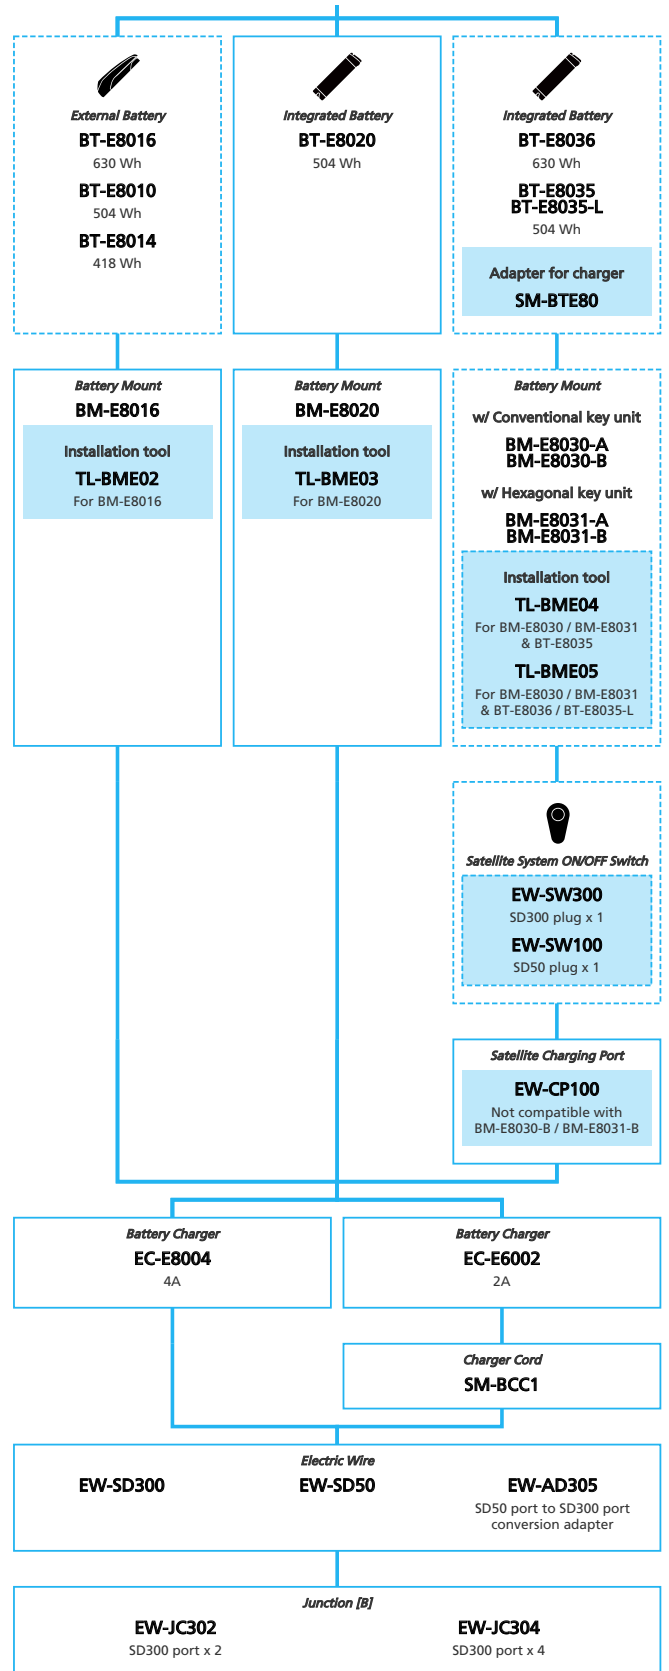 External Battery
BT-E8016
630 Wh
BT-E8010
504 Wh
BT-E8014
418 Wh
Integrated Battery
BT-E8020
504 Wh
Integrated Battery
BT-E8036
630 Wh
BT-E8035
BT-E8035-L
504 Wh
Adapter for charger
SM-BTE80
Battery Mount
BM-E8016
Installation tool
TL-BME02
For BM-E8016
Battery Mount
BM-E8020
Installation tool
TL-BME03
For BM-E8020
Battery Mount
w/ Conventional key unit
BM-E8030-A
BM-E8030-B
w/ Hexagonal key unit
BM-E8031-A
BM-E8031-B
Installation tool
TL-BME04
For BM-E8030 / BM-E8031
& BT-E8035
TL-BME05
For BM-E8030 / BM-E8031
& BT-E8036 / BT-E8035-L
Satellite System ON/OFF Switch
EW-SW300
SD300 plug x 1
EW-SW100
SD50 plug x 1
Satellite Charging Port
EW-CP100
Not compatible with
BM-E8030-B / BM-E8031-B
Battery Charger
EC-E8004
4A
Battery Charger
EC-E6002
2A
Charger Cord
SM-BCC1
Electric Wire
EW-SD300
EW-SD50
EW-AD305
SD50 port to SD300 port
conversion adapter
Junction [B]
EW-JC302
SD300 port x 2
EW-JC304
SD300 port x 4